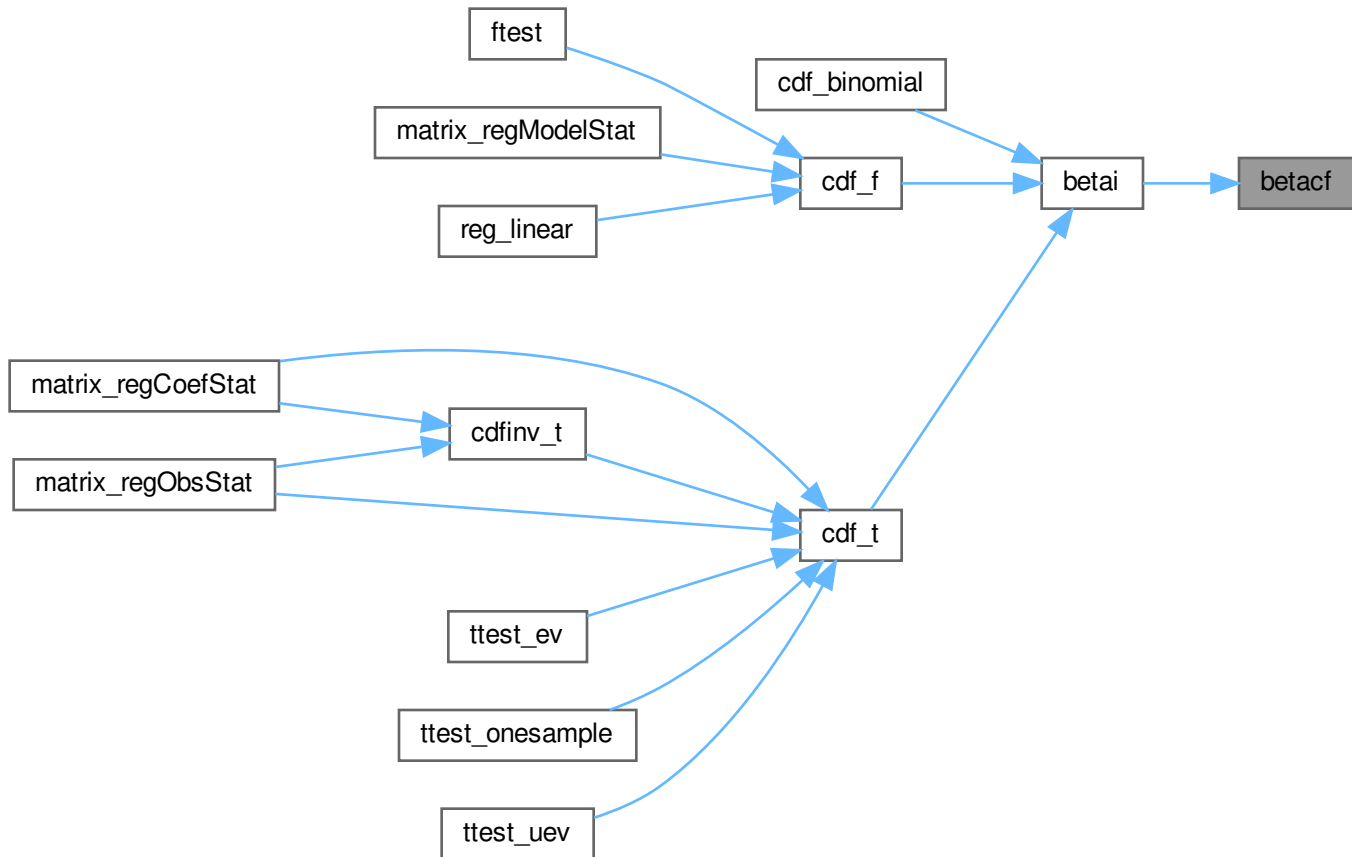 ftest
cdf_binomial
matrix_regModelStat
cdf_f
betai
betacf
reg_linear
matrix_regCoefStat
cdfinv_t
matrix_regObsStat
cdf_t
ttest_ev
ttest_onesample
ttest_uev